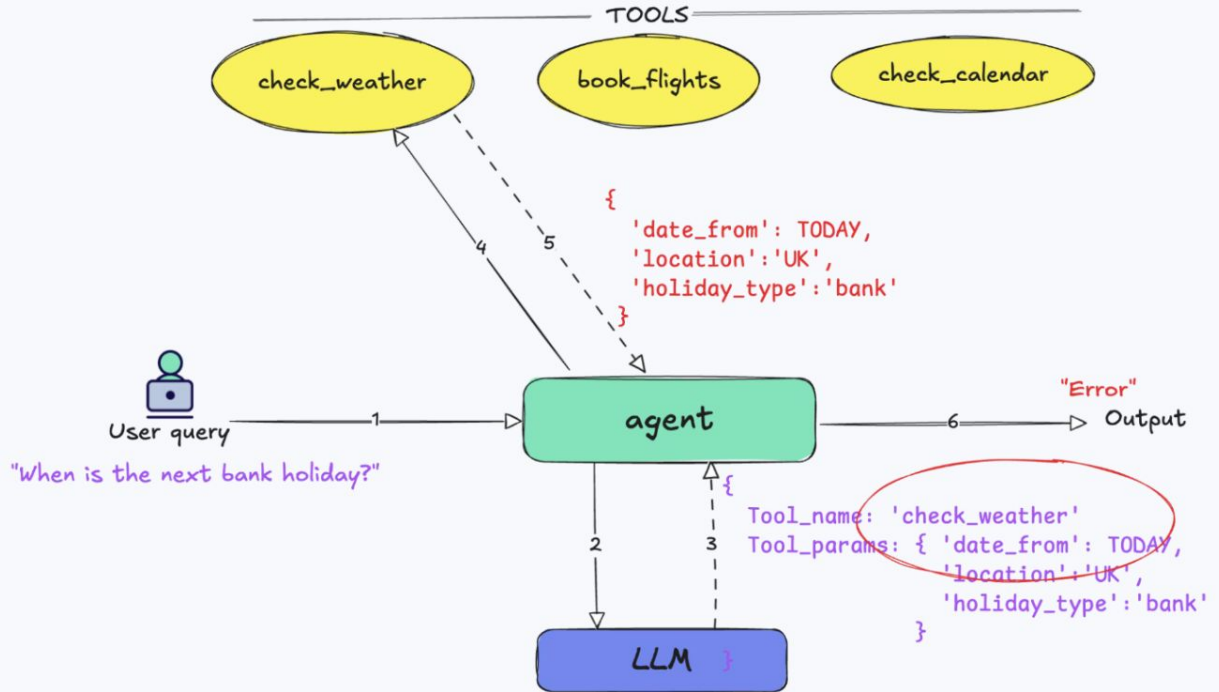 TOOLS
check_weather
book_flights
check_calendar
{
'date_from': TODAY,
'location':'UK',
'holiday_type':'bank'
}
4
5
User query
"When is the next bank holiday?"
1
agent
6
"Error"
Output
2
3
{
Tool_name: 'check_weather'
Tool_params: { 'date_from': TODAY,
'location':'UK',
'holiday_type':'bank'
}
LLM
}